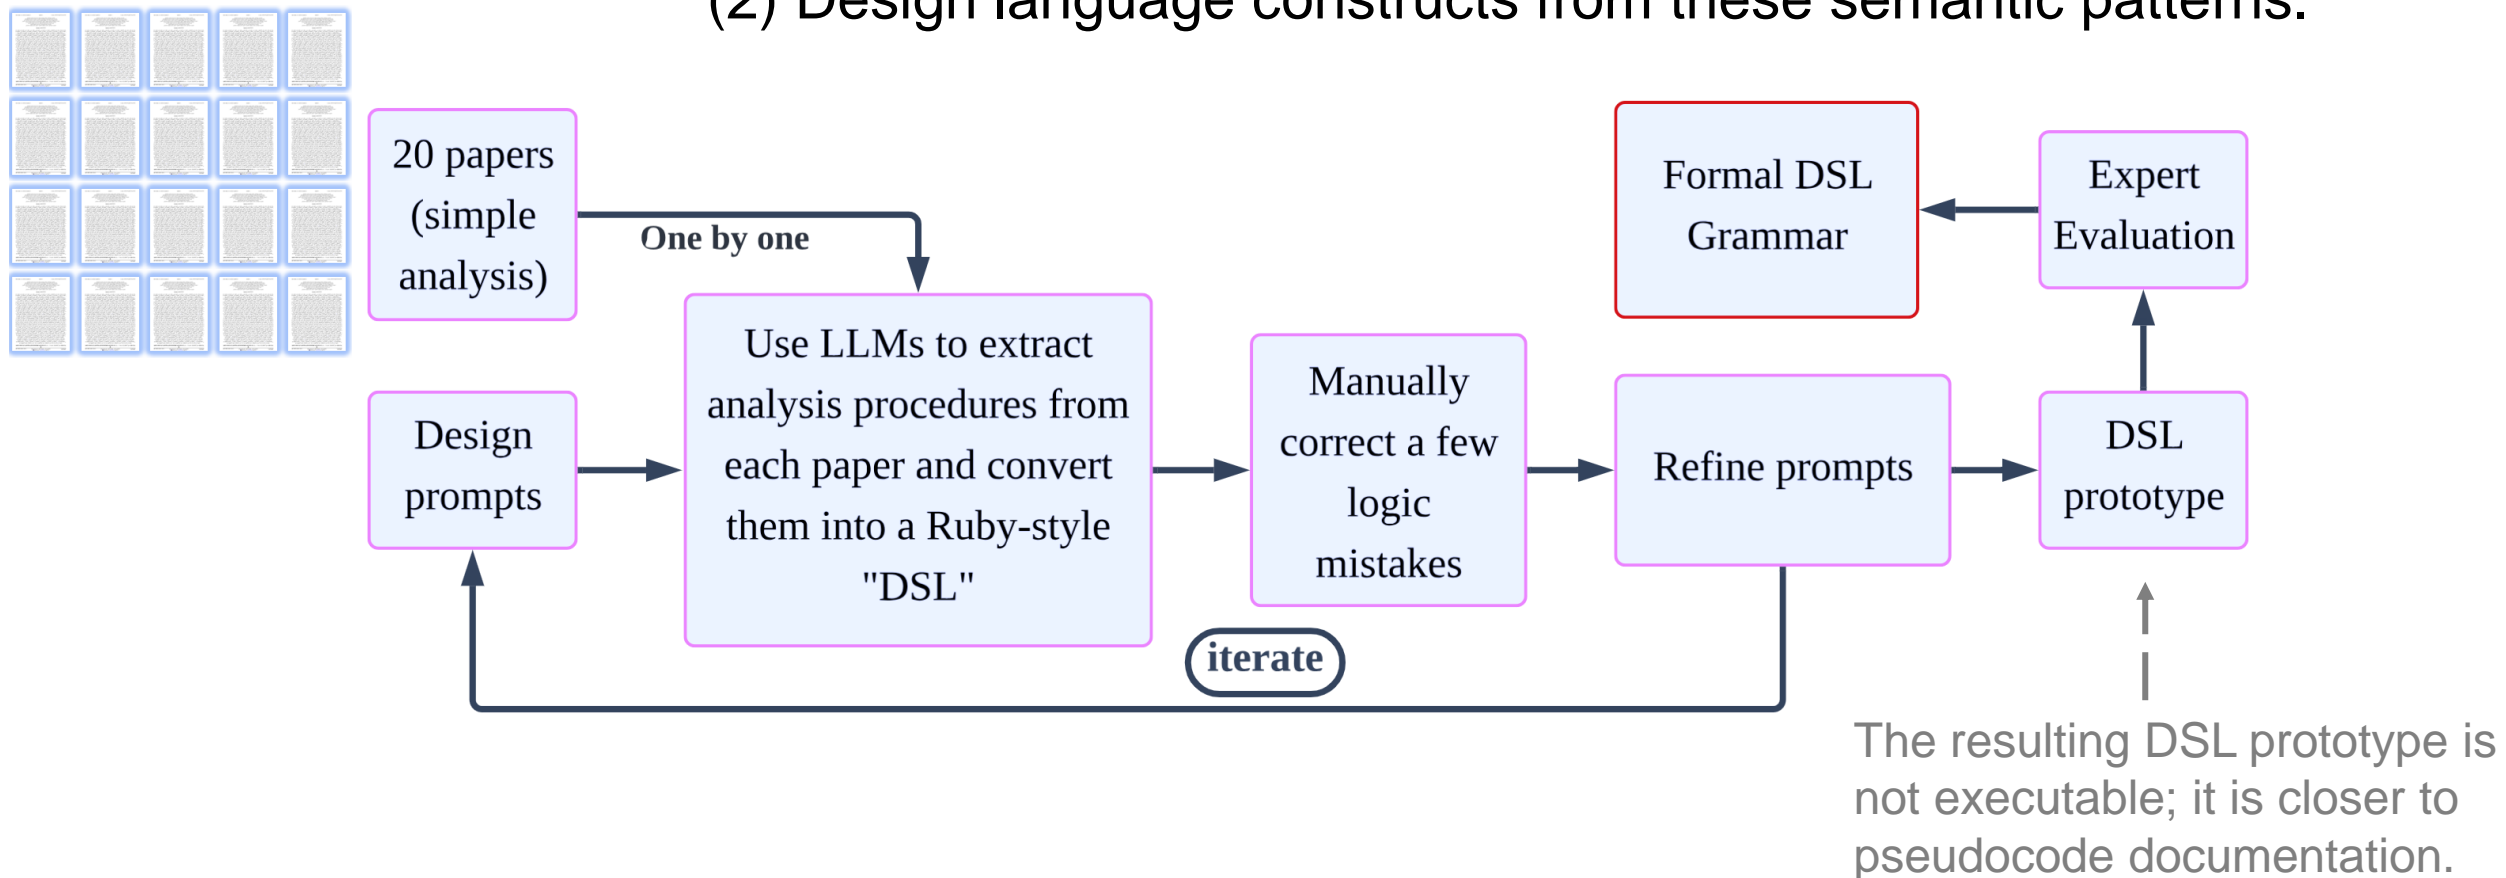 (2) Design language constructs from these semantic patterns.
20 papers
(simple
analysis)
One by one
Design
prompts
Use LLMs to extract
analysis procedures from
each paper and convert
them into a Ruby-style
"DSL"
Manually
correct a few
logic
mistakes
Refine prompts
iterate
DSL
prototype
Expert
Evaluation
Formal DSL
Grammar
The resulting DSL prototype is
not executable; it is closer to
pseudocode documentation.